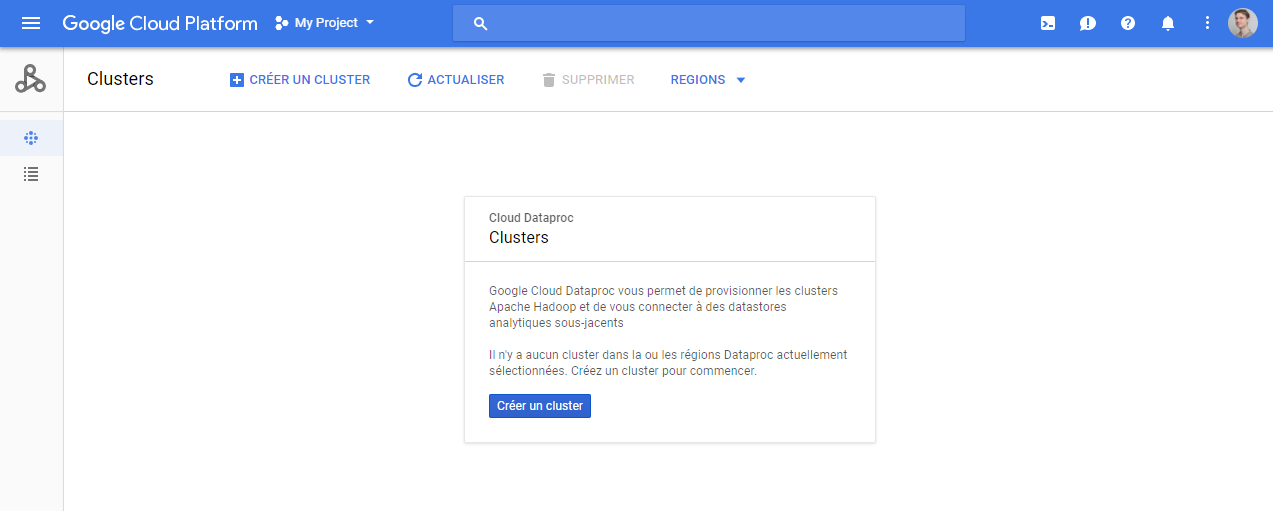 Google Cloud Platform My Project
Clusters CRÉER UN CLUSTER ACTUALISER SUPPRIMER REGIONS
Cloud Dataproc
Clusters
Google Cloud Dataproc vous permet de provisionner les clusters
Apache Hadoop et de vous connecter à des datastores
analytiques sous-jacents
Il n'y a aucun cluster dans la ou les régions Dataproc actuellement
sélectionnées. Créez un cluster pour commencer.
Créer un cluster